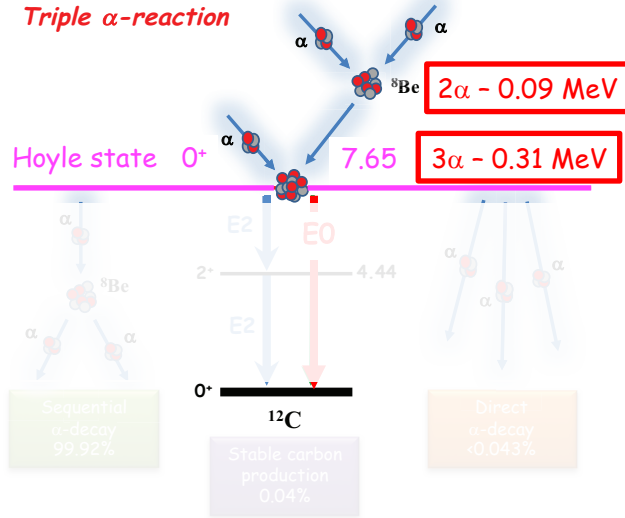 Triple α-reaction
α
α
⁸Be
2α – 0.09 MeV
α
Hoyle state 0⁺
7.65
3α – 0.31 MeV
E2
E0
α
α
α
α
2⁺
4.44
⁸Be
E2
α
α
0⁺
¹²C
Sequential
α-decay
99.92%
Direct
α-decay
<0.043%
Stable carbon
production
0.04%